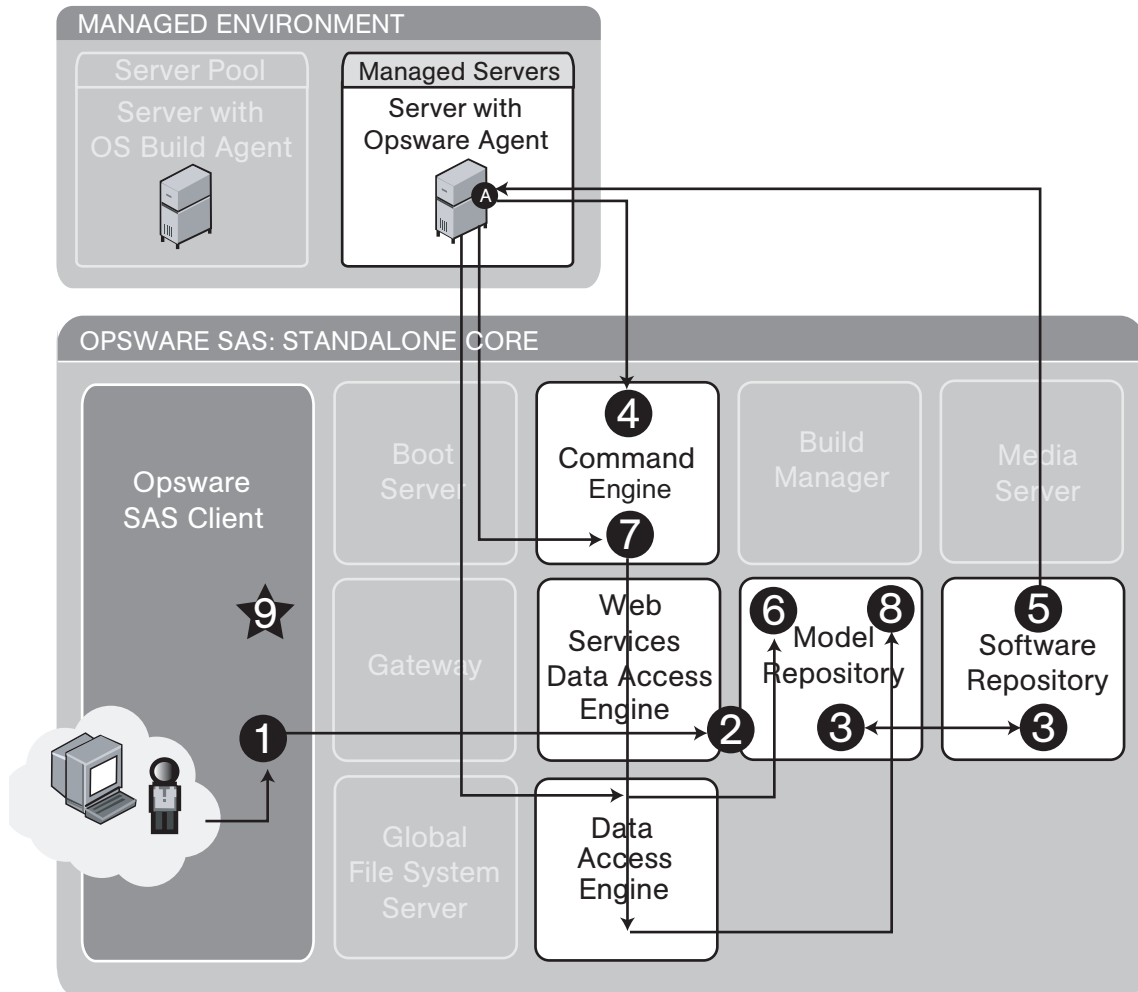 MANAGED ENVIRONMENT
Server Pool
Server with
OS Build Agent
Managed Servers
Server with
Opsware Agent
A
OPSWARE SAS: STANDALONE CORE
Opsware
SAS Client
9
1
Boot
Server
4
Command
Engine
7
Build
Manager
Media
Server
Gateway
Web
Services
Data Access
Engine
2
6
8
Model
Repository
3
5
Software
Repository
3
Global
File System
Server
Data
Access
Engine